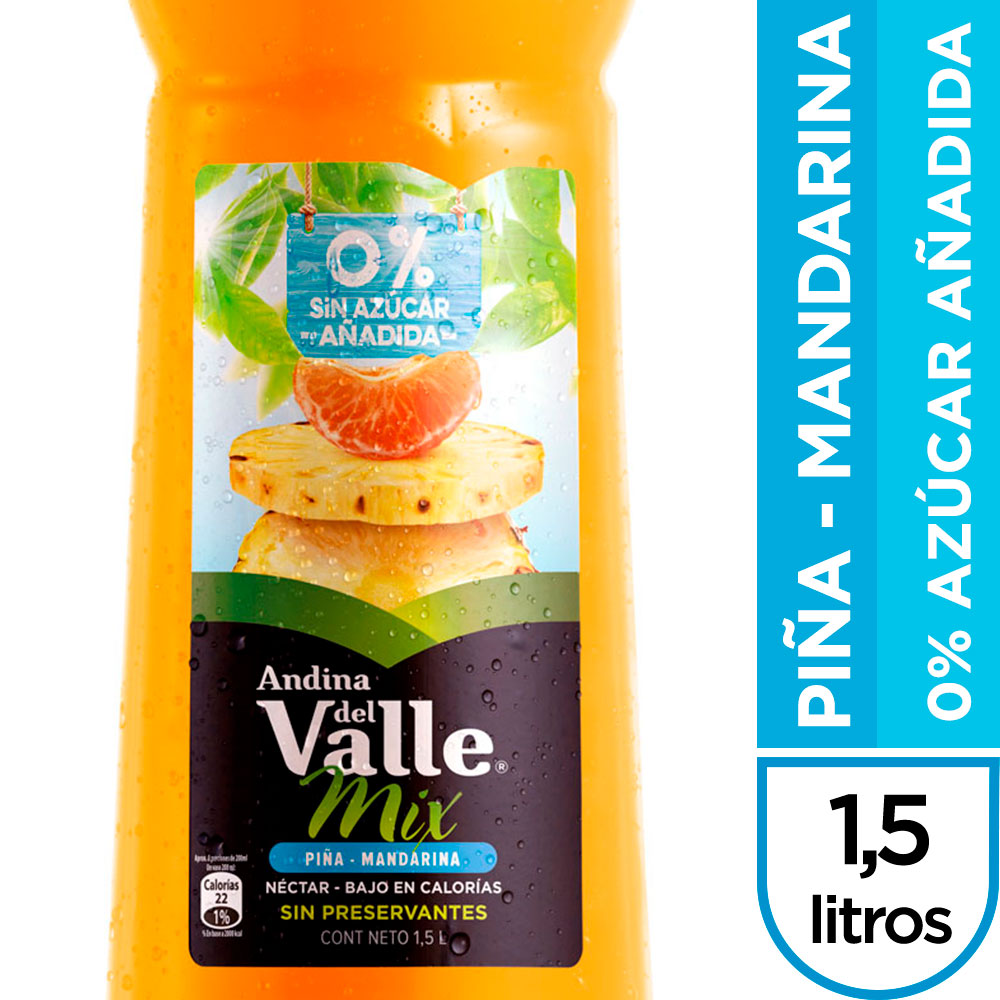 0%
SIN AZÚCAR
AÑADIDA
Andina
del
Valle®
Mix
PIÑA - MANDARINA
NÉCTAR - BAJO EN CALORÍAS
SIN PRESERVANTES
CONT NETO 1,5 L
Calorías
22
1%
PIÑA - MANDARINA
0% AZÚCAR AÑADIDA
1,5
litros